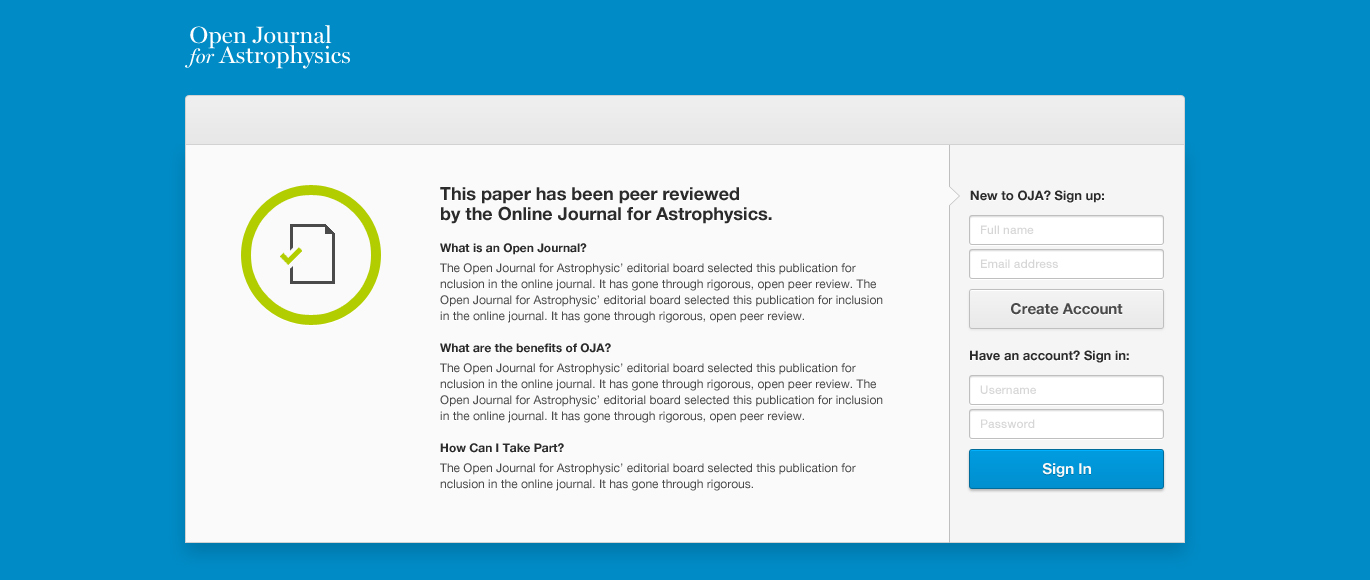 Open Journal
for Astrophysics
This paper has been peer reviewed
by the Online Journal for Astrophysics.
What is an Open Journal?
The Open Journal for Astrophysic' editorial board selected this publication for
nclusion in the online journal. It has gone through rigorous, open peer review. The
Open Journal for Astrophysic' editorial board selected this publication for inclusion
in the online journal. It has gone through rigorous, open peer review.
What are the benefits of OJA?
The Open Journal for Astrophysic' editorial board selected this publication for
nclusion in the online journal. It has gone through rigorous, open peer review. The
Open Journal for Astrophysic' editorial board selected this publication for inclusion
in the online journal. It has gone through rigorous, open peer review.
How Can I Take Part?
The Open Journal for Astrophysic' editorial board selected this publication for
nclusion in the online journal. It has gone through rigorous.
New to OJA? Sign up:
Full name
Email address
Create Account
Have an account? Sign in:
Username
Password
Sign In